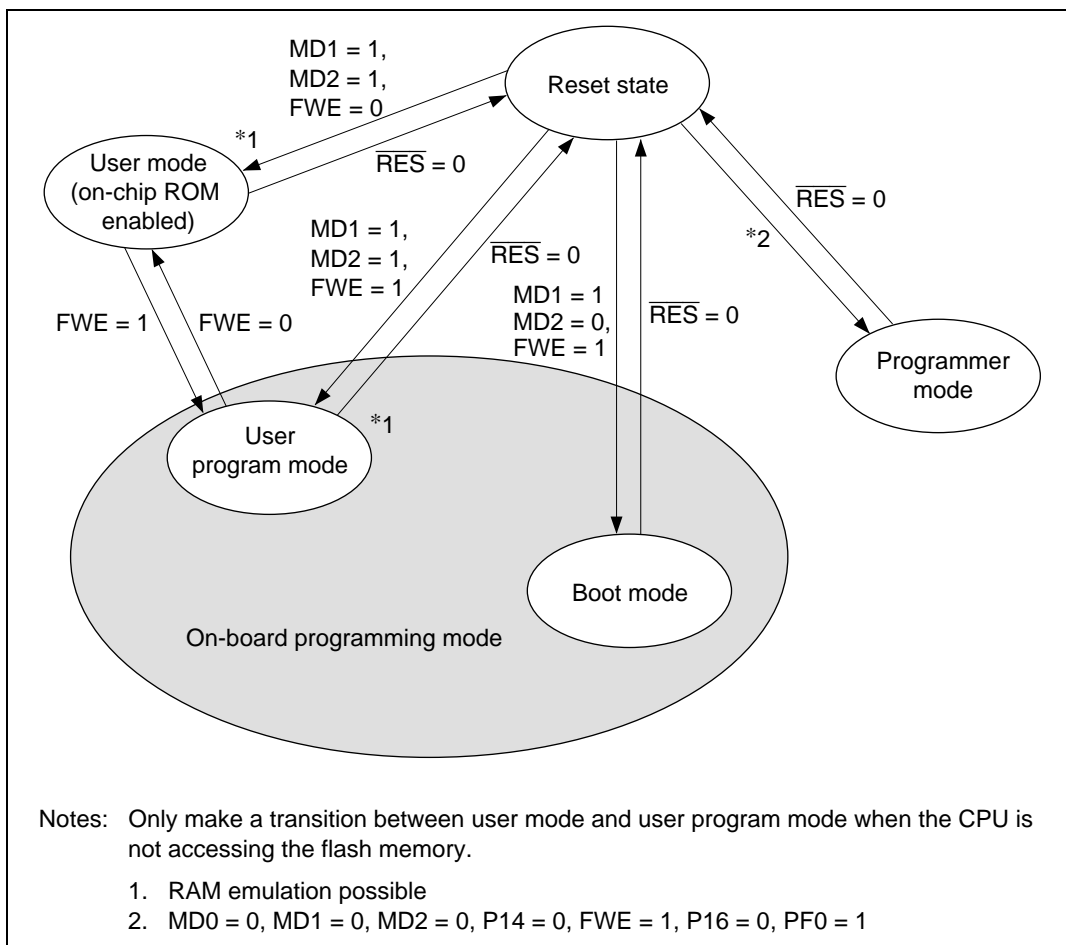 MD1 = 1,
MD2 = 1,
FWE = 0
Reset state
*1
R̅E̅S̅ = 0
User mode
(on-chip ROM
enabled)
R̅E̅S̅ = 0
*2
MD1 = 1,
MD2 = 1,
FWE = 1
R̅E̅S̅ = 0
MD1 = 1
MD2 = 0,
FWE = 1
R̅E̅S̅ = 0
FWE = 1
FWE = 0
Programmer
mode
*1
User
program mode
Boot mode
On-board programming mode
Notes: Only make a transition between user mode and user program mode when the CPU is
not accessing the flash memory.
1. RAM emulation possible
2. MD0 = 0, MD1 = 0, MD2 = 0, P14 = 0, FWE = 1, P16 = 0, PF0 = 1